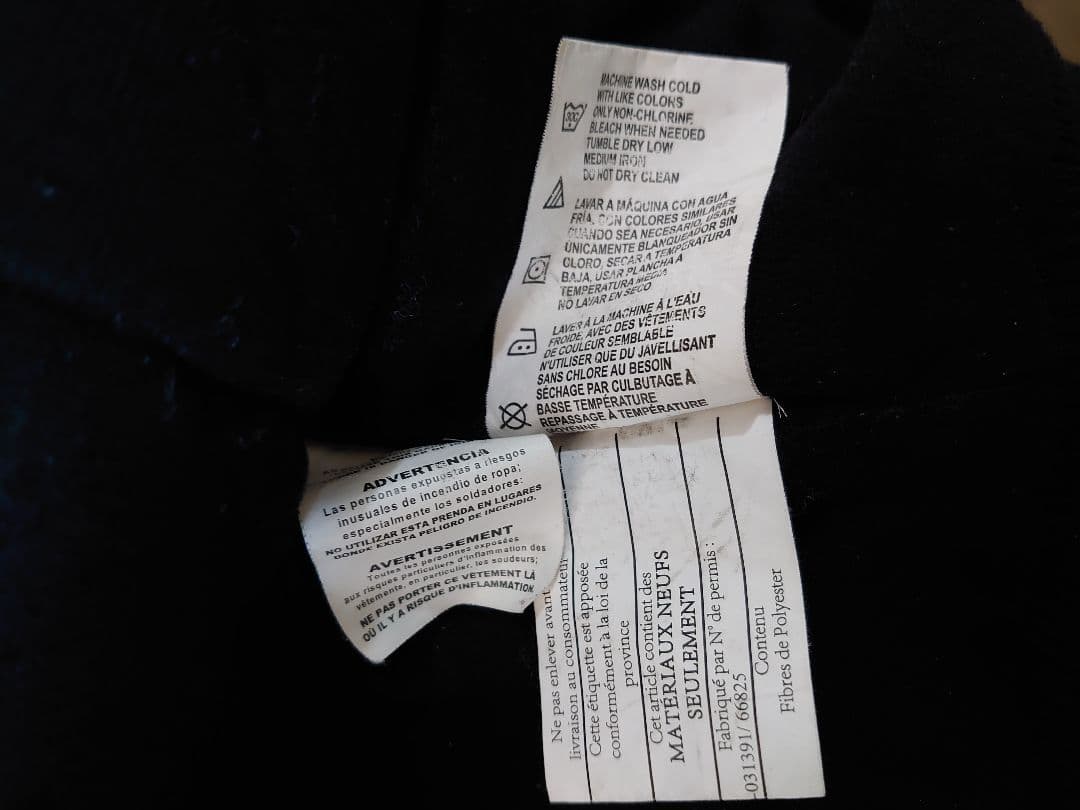 MACHINE WASH COLD
WITH LIKE COLORS
ONLY NON-CHLORINE
BLEACH WHEN NEEDED
TUMBLE DRY LOW
MEDIUM IRON
DO NOT DRY CLEAN
30C
LAVAR A MÁQUINA CON AGUA
FRÍA, CON COLORES SIMILARES
CUANDO SEA NECESARIO, USAR
ÚNICAMENTE BLANQUEADOR SIN
CLORO, SECAR A TEMPERATURA
BAJA, USAR PLANCHA A
TEMPERATURA MEDIA
NO LAVAR EN SECO
LAVER À LA MACHINE À L'EAU
FROIDE, AVEC DES VÊTEMENTS
DE COULEUR SEMBLABLE
N'UTILISER QUE DU JAVELLISANT
SANS CHLORE AU BESOIN
SÉCHAGE PAR CULBUTAGE À
BASSE TEMPÉRATURE
REPASSAGE À TEMPÉRATURE
MOYENNE
ADVERTENCIA
Las personas expuestas a riesgos
inusuales de incendio de ropa;
especialmente los soldadores:
NO UTILIZAR ESTA PRENDA EN LUGARES
DONDE EXISTA PELIGRO DE INCENDIO.
AVERTISSEMENT
Toutes les personnes exposées
aux risques particuliers d'inflammation des
vêtements, en particulier, les soudeurs;
NE PAS PORTER CE VÊTEMENT LÀ
OÙ IL Y A RISQUE D'INFLAMMATION
Ne pas enlever avant
livraison au consommateur
Cette étiquette est apposée
conformément à la loi de la
province
Cet article contient des
MATÉRIAUX NEUFS
SEULEMENT
Fabriqué par N° de permis :
-031391/ 66825
Contenu
Fibres de Polyester